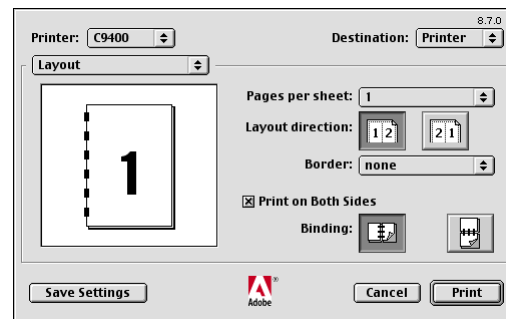 8.7.0
Printer: C9400 Destination: Printer
Layout
Pages per sheet: 1
Layout direction: 1 2 2 1
Border: none
1
Print on Both Sides
Binding:
Save Settings Adobe® Cancel Print